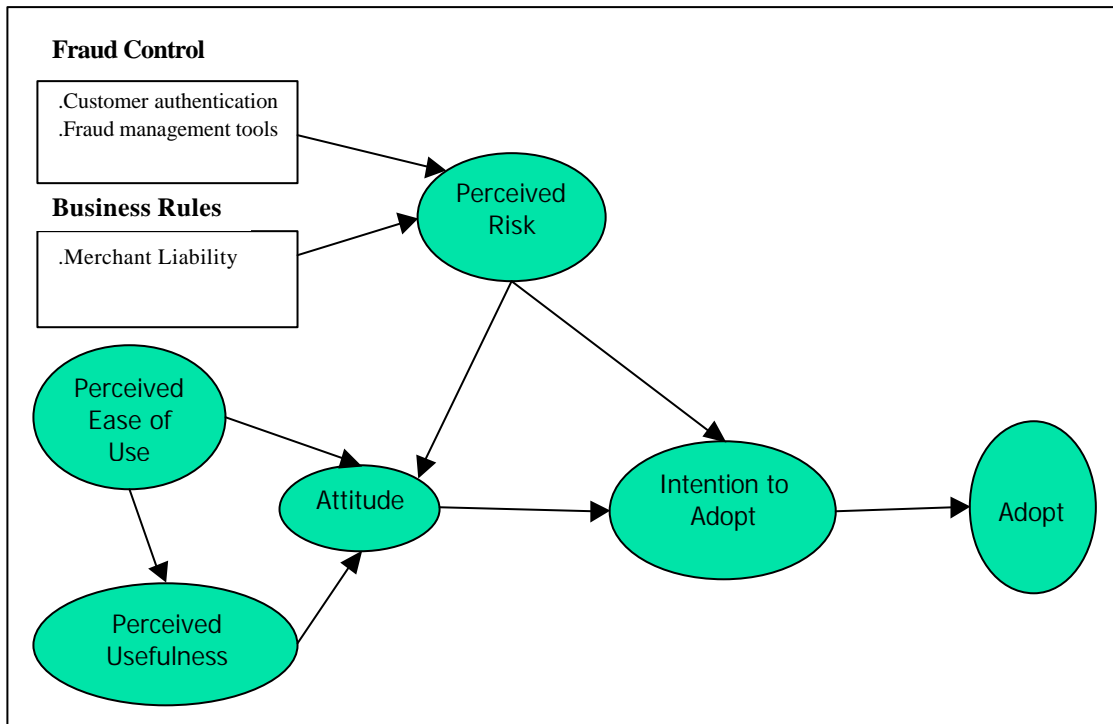 Fraud Control
.Customer authentication
.Fraud management tools
Business Rules
.Merchant Liability
Perceived
Risk
Perceived
Ease of
Use
Attitude
Intention to
Adopt
Adopt
Perceived
Usefulness